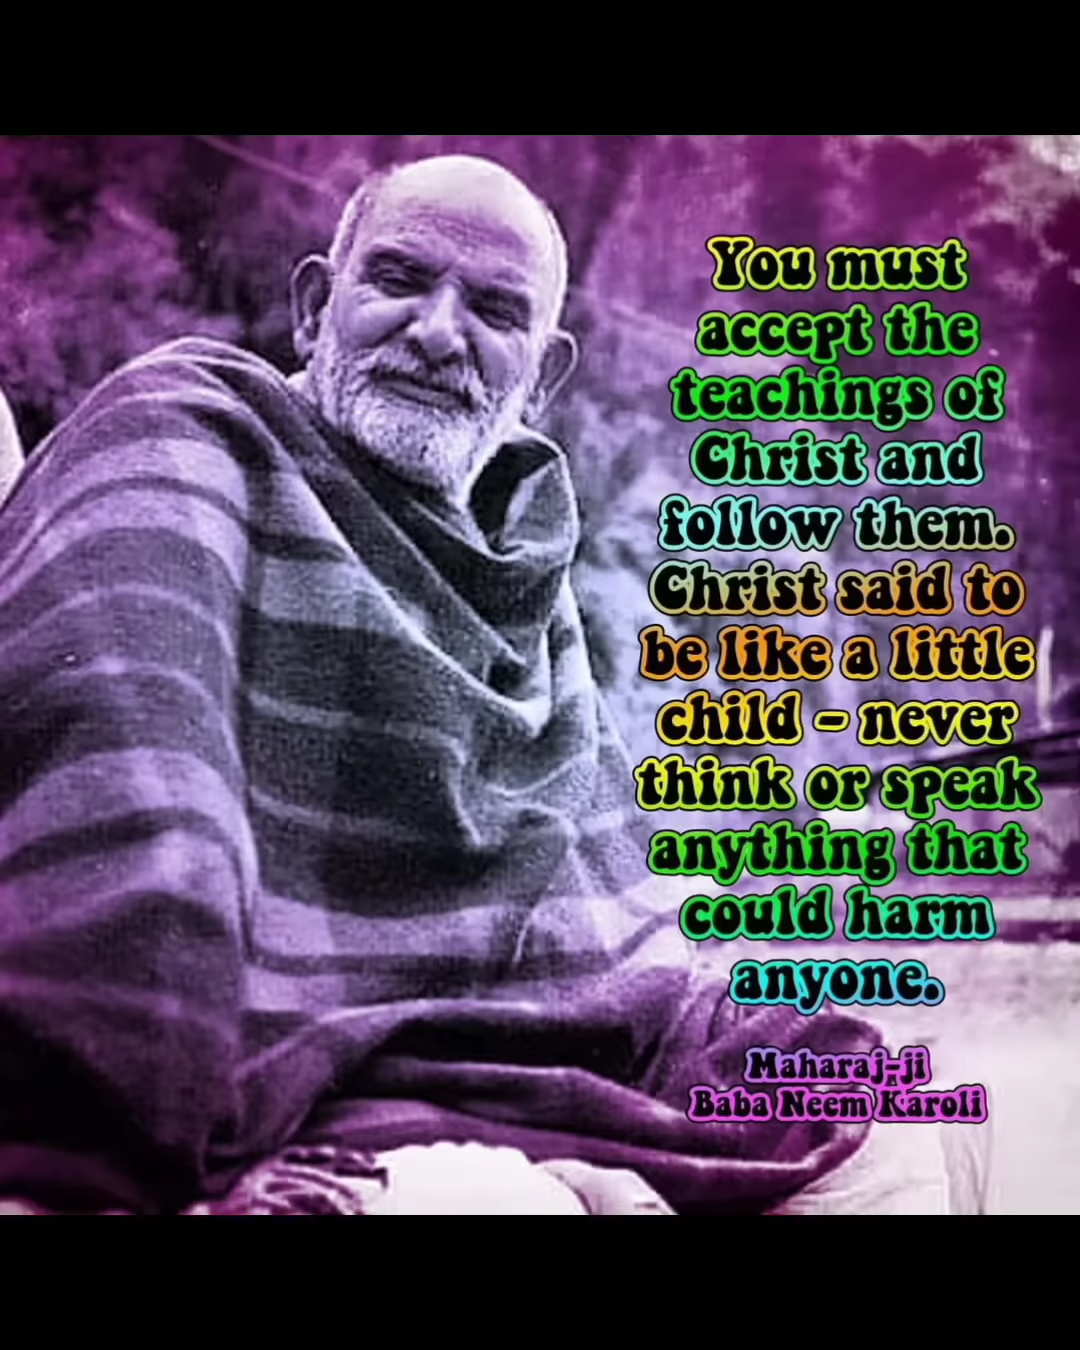 You must
accept the
teachings of
Christ and
follow them.
Christ said to
be like a little
child - never
think or speak
anything that
could harm
anyone.
Maharaj-ji
Baba Neem Karoli